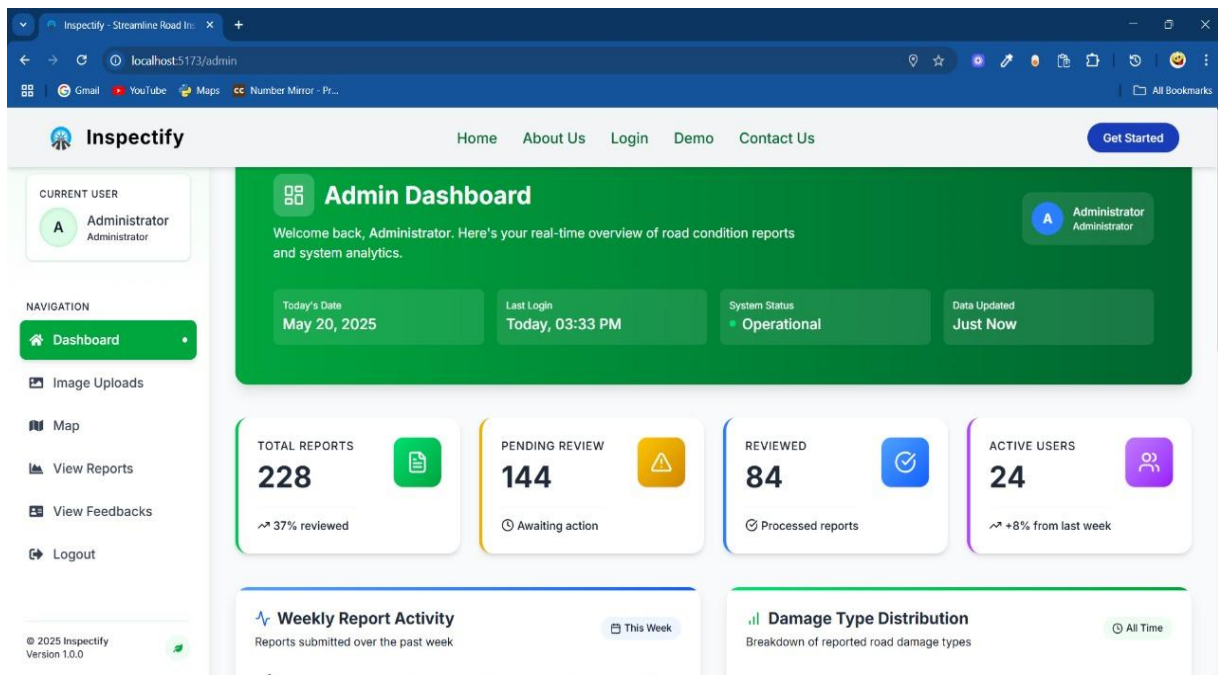 Inspectify - Streamline Road In
localhost:5173/admin
Gmail
YouTube
Maps
CC
Number Mirror - Pr...
All Bookmarks
Inspectify
Home
About Us
Login
Demo
Contact Us
Get Started
CURRENT USER
A
Administrator
Administrator
NAVIGATION
Dashboard
Image Uploads
Map
View Reports
View Feedbacks
Logout
© 2025 Inspectify
Version 1.0.0
Admin Dashboard
Welcome back, Administrator. Here's your real-time overview of road condition reports
and system analytics.
A
Administrator
Administrator
Today's Date
May 20, 2025
Last Login
Today, 03:33 PM
System Status
Operational
Data Updated
Just Now
TOTAL REPORTS
228
37% reviewed
PENDING REVIEW
144
Awaiting action
REVIEWED
84
Processed reports
ACTIVE USERS
24
+8% from last week
Weekly Report Activity
Reports submitted over the past week
This Week
Damage Type Distribution
Breakdown of reported road damage types
All Time